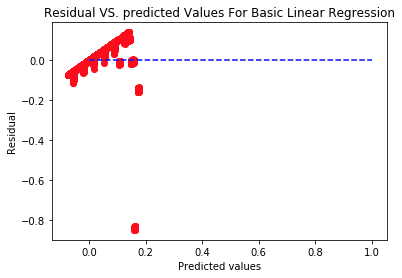 Residual VS. predicted Values For Basic Linear Regression
0.0
−0.2
−0.4
−0.6
−0.8
Residual
0.0 0.2 0.4 0.6 0.8 1.0
Predicted values